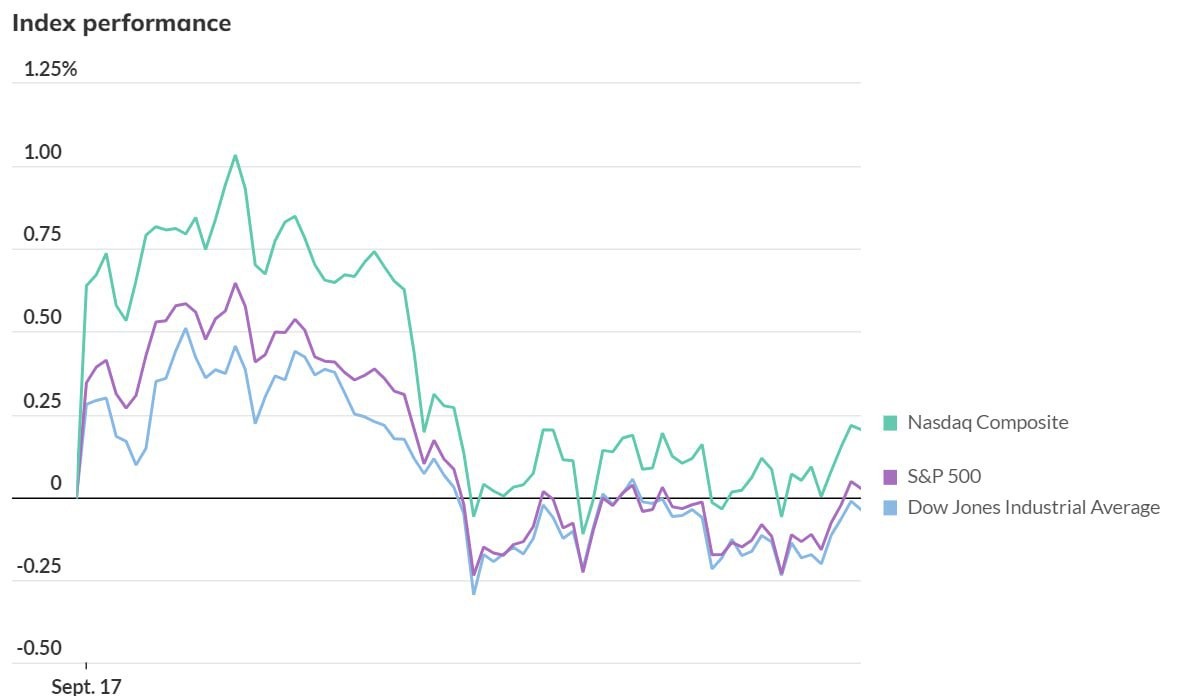 Index performance
1.25%
1.00
0.75
0.50
0.25
0
-0.25
-0.50
Sept. 17
Nasdaq Composite
S&P 500
Dow Jones Industrial Average